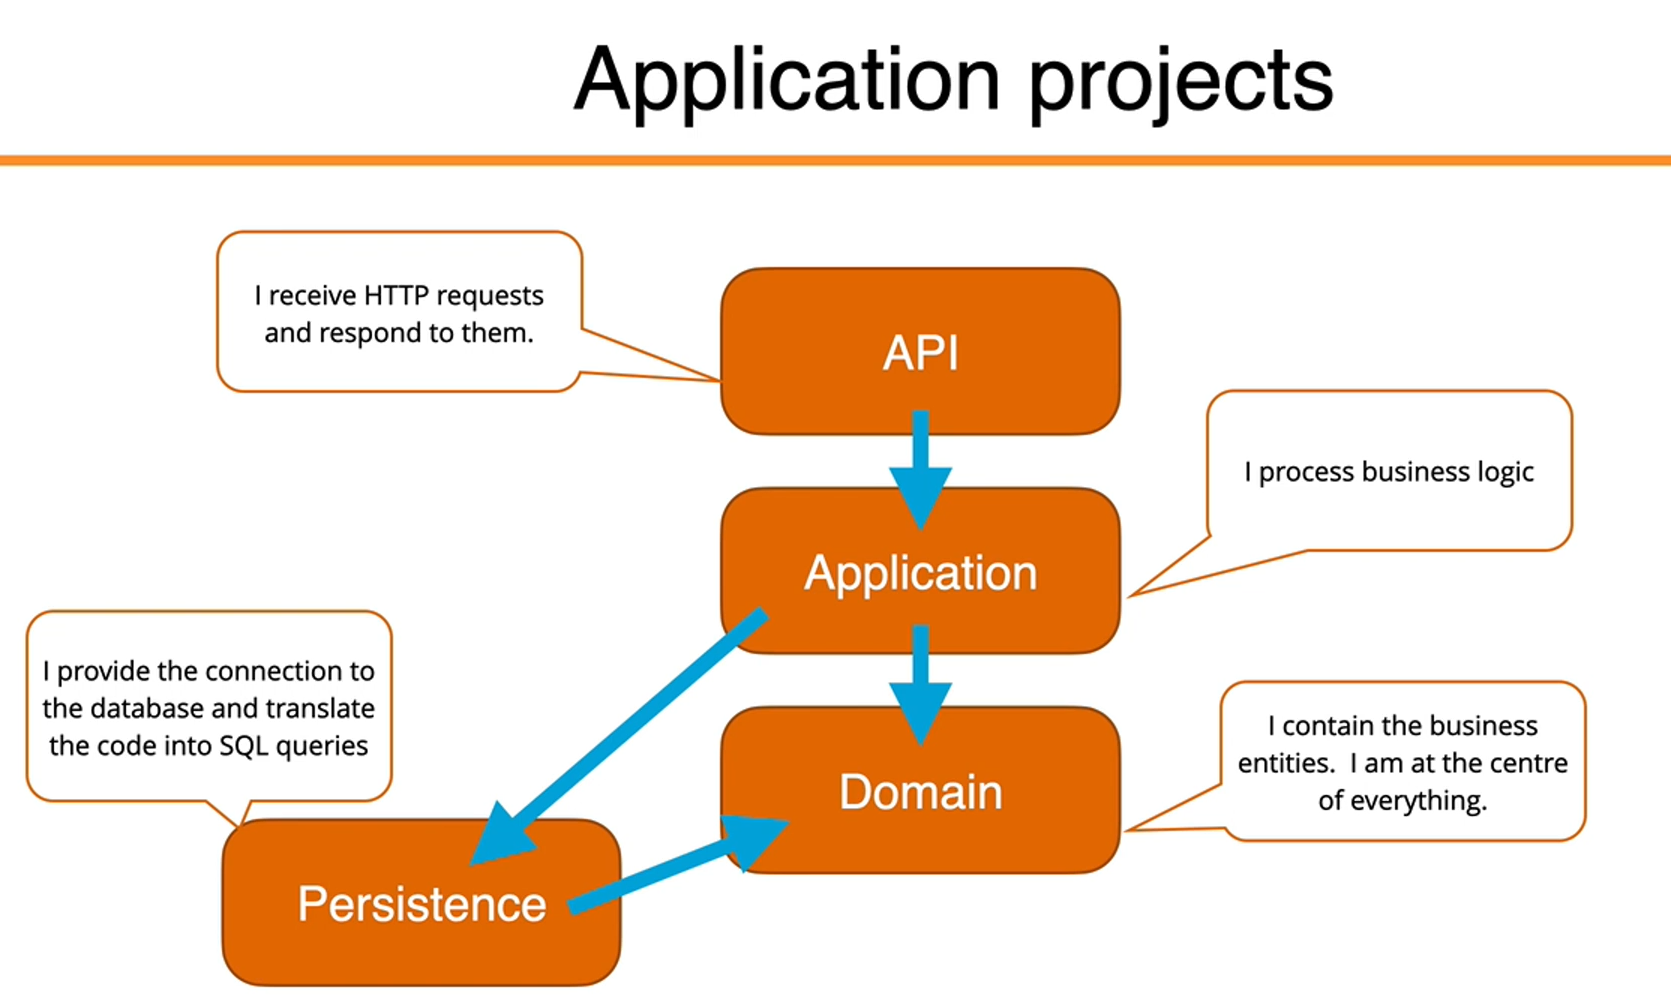 Application projects
I receive HTTP requests
and respond to them.
API
I process business logic
Application
I provide the connection to
the database and translate
the code into SQL queries
I contain the business
entities.  I am at the centre
of everything.
Domain
Persistence